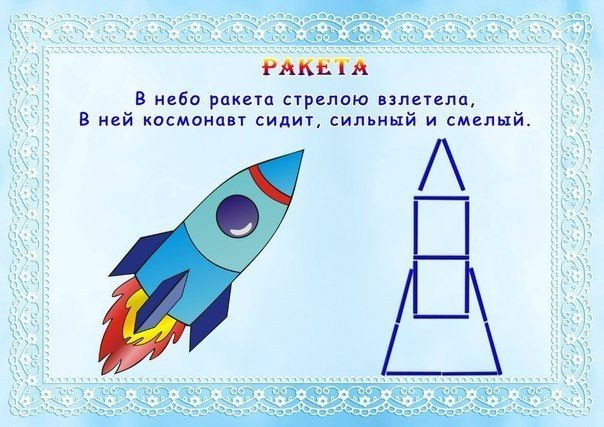 РАКЕТА
В небо ракета стрелою взлетела,
В ней космонавт сидит, сильный и смелый.